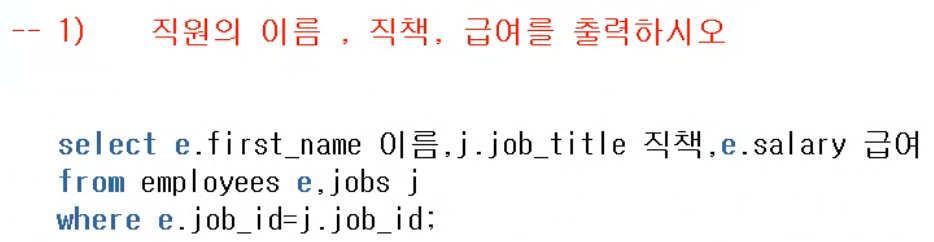 -- 1) 직원의 이름 , 직책, 급여를 출력하시오
select e.first_name 이름,j.job_title 직책,e.salary 급여
from employees e,jobs j
where e.job_id=j.job_id;